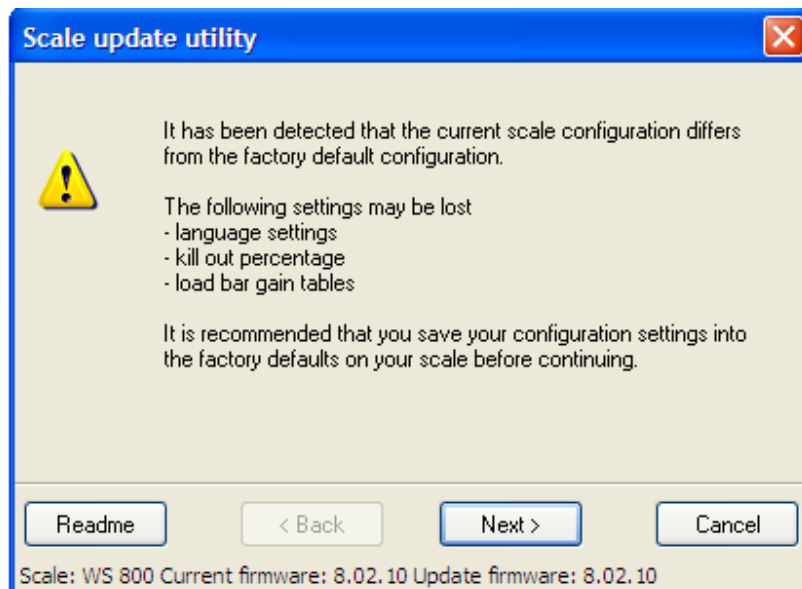 Scale update utility
It has been detected that the current scale configuration differs
from the factory default configuration.
The following settings may be lost
- language settings
- kill out percentage
- load bar gain tables
It is recommended that you save your configuration settings into
the factory defaults on your scale before continuing.
Readme
< Back
Next >
Cancel
Scale: WS 800 Current firmware: 8.02.10 Update firmware: 8.02.10